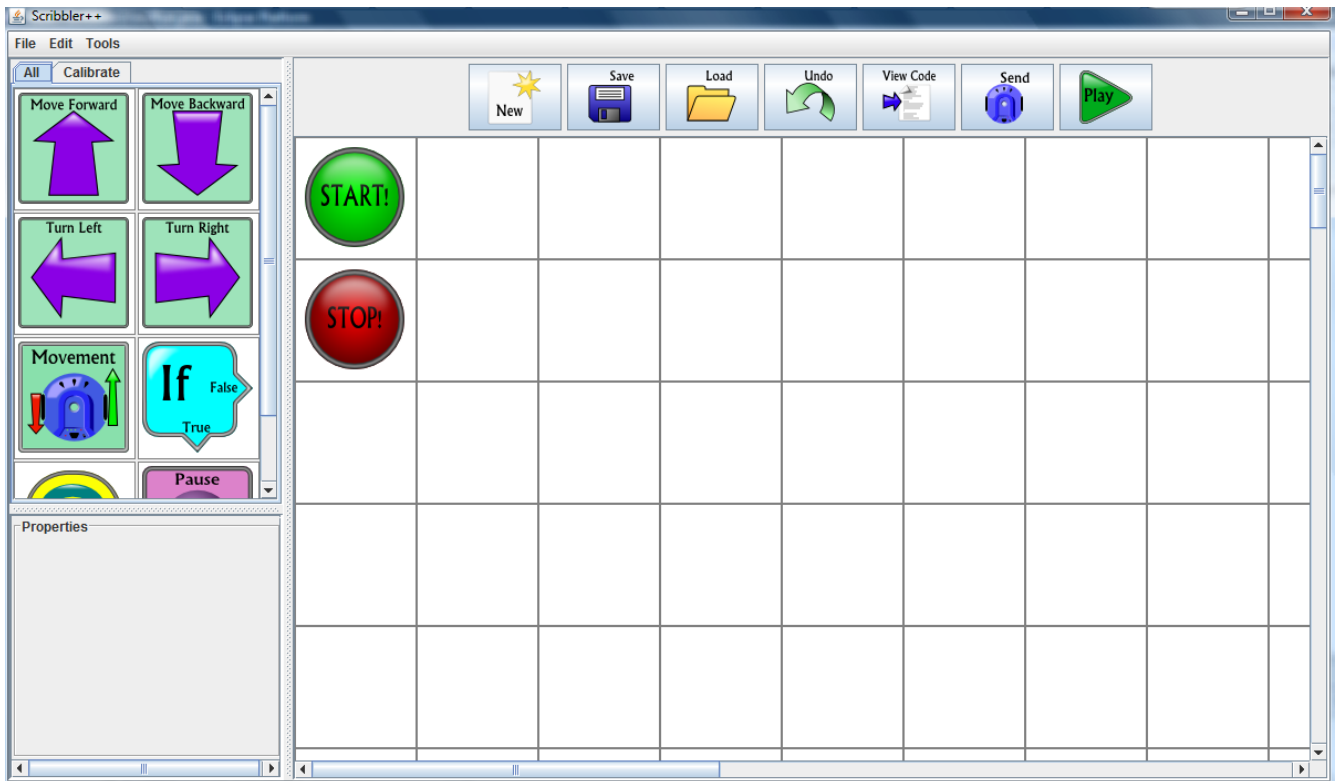 Scribbler++
File Edit Tools
All Calibrate
New
Save
Load
Undo
View Code
Send
Play
Move Forward
Move Backward
Turn Left
Turn Right
Movement
If
False
True
Pause
START!
STOP!
Properties